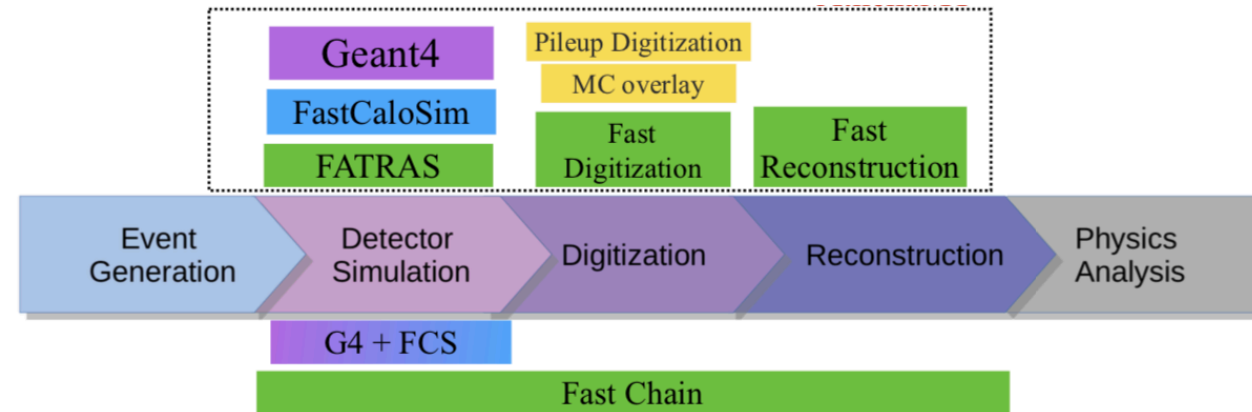 Geant4
FastCaloSim
FATRAS
Pileup Digitization
MC overlay
Fast
Digitization
Fast
Reconstruction
Event
Generation
Detector
Simulation
Digitization
Reconstruction
Physics
Analysis
G4 + FCS
Fast Chain